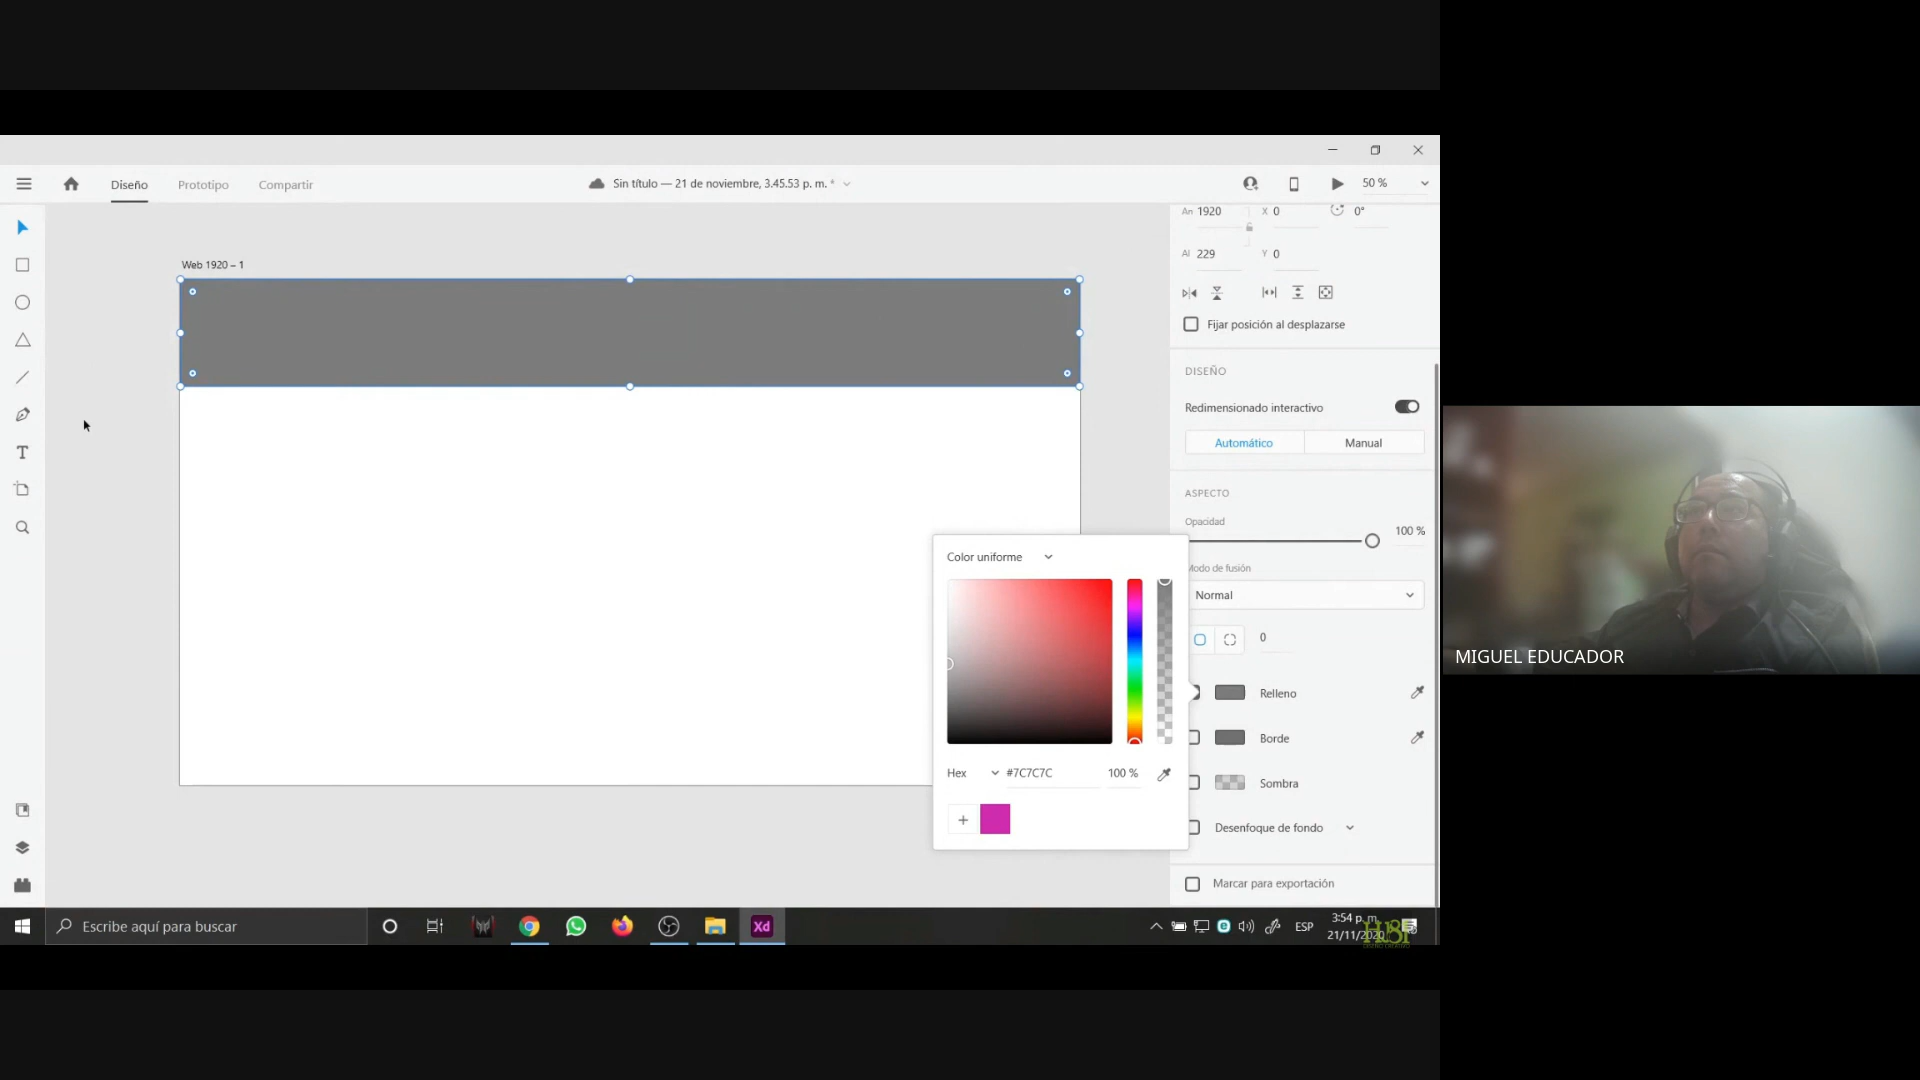 Diseño
Prototipo
Compartir
Sin título — 21 de noviembre, 3.45.53 p. m. *
50 %
An 1920
X 0
0°
Al 229
Y 0
Fijar posición al desplazarse
DISEÑO
Redimensionado interactivo
Automático
Manual
ASPECTO
Opacidad
100 %
Modo de fusión
Normal
0
Relleno
Borde
Sombra
Desenfoque de fondo
Marcar para exportación
Web 1920 – 1
Color uniforme
Hex
#7C7C7C
100 %
MIGUEL EDUCADOR
Escribe aquí para buscar
Xd
ESP
3:54 p. m.